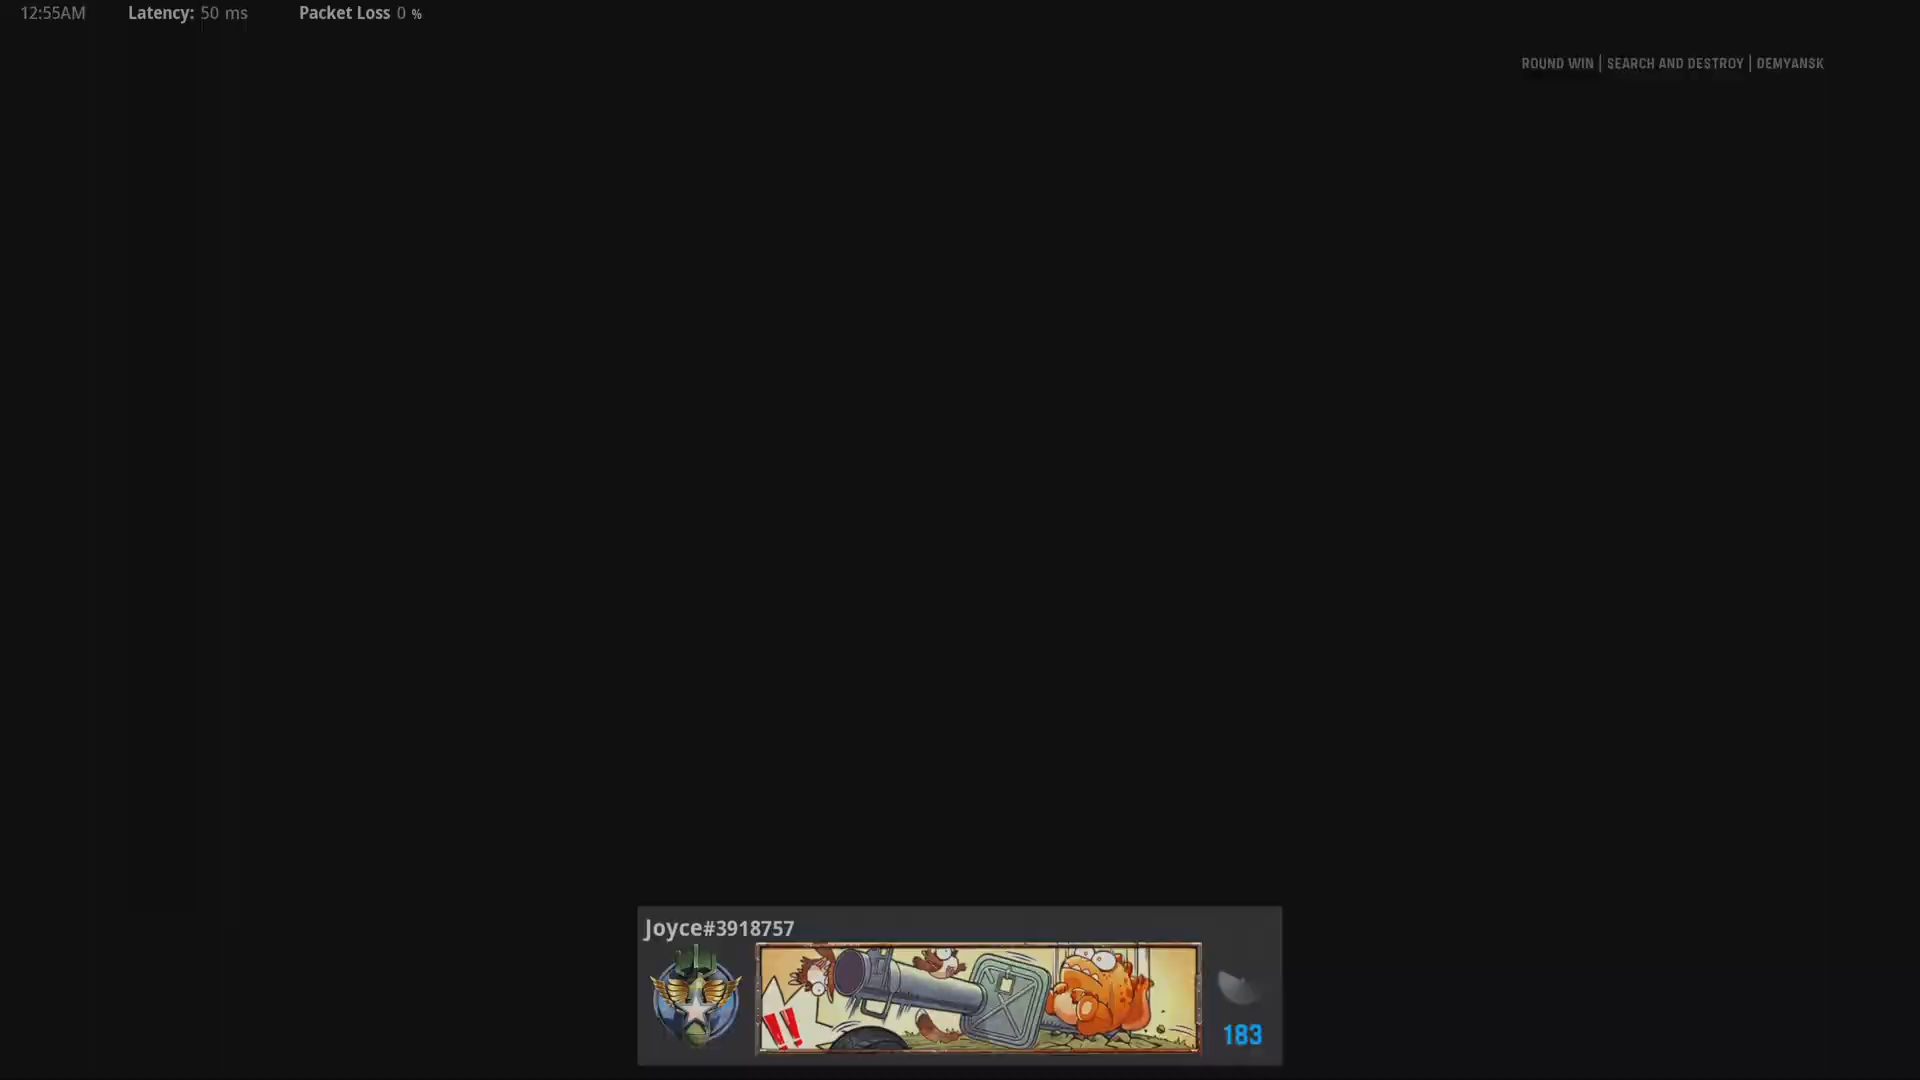 12:55AM Latency: 50 ms Packet Loss 0 %
ROUND WIN | SEARCH AND DESTROY | DEMYANSK
Joyce#3918757
!!
183